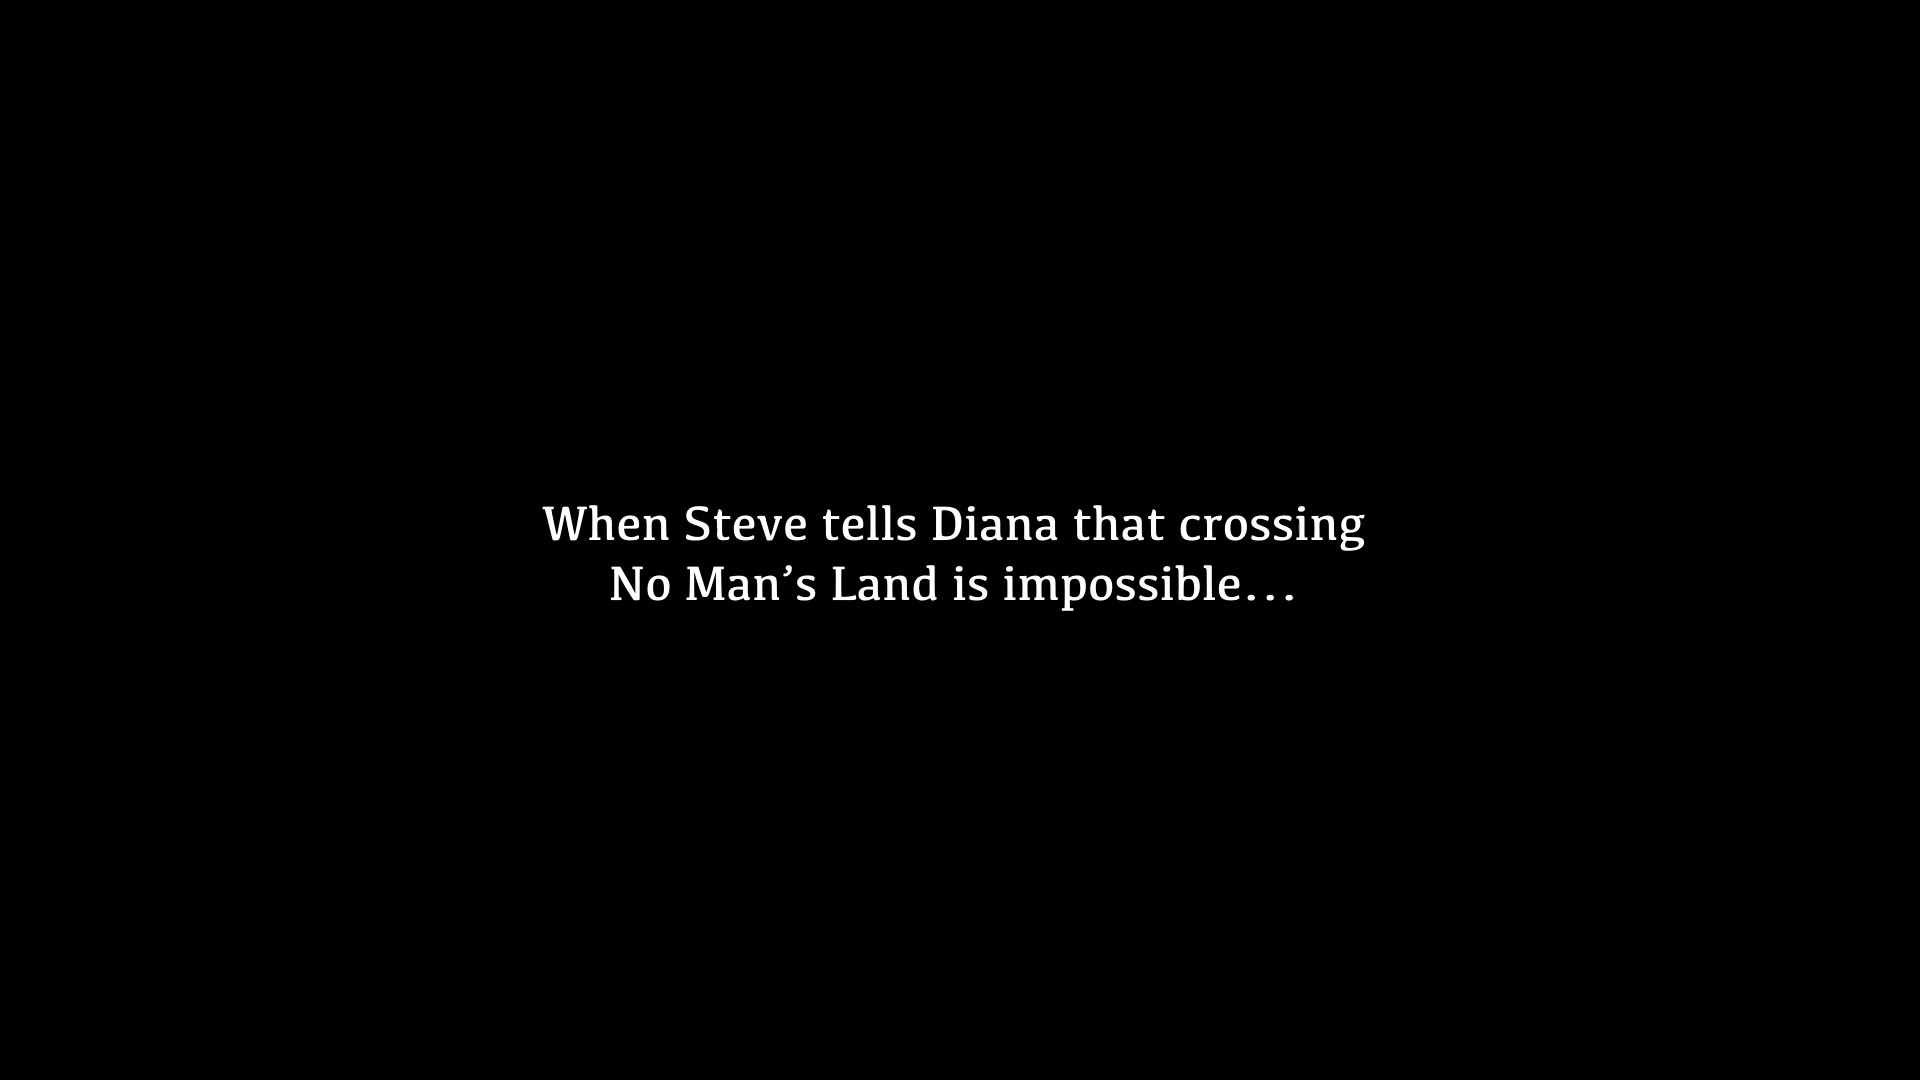 When Steve tells Diana that crossing
No Man’s Land is impossible…